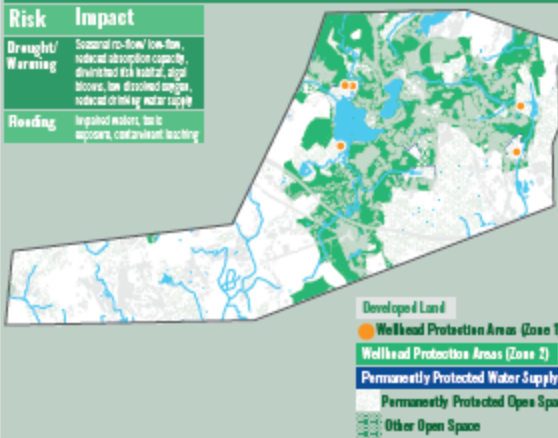 Risk Impact
Drought/
Warming
Seasonal no-flow/ low-flow,
reduced absorption capacity,
diminished fish habitat, algal
blooms, low dissolved oxygen,
reduced drinking water supply
Flooding
Impaired waters, toxic
exposure, contaminant leaching
Developed Land
Wellhead Protection Areas (Zone 1
Wellhead Protection Areas (Zone 2)
Permanently Protected Water Supply
Permanently Protected Open Spa
Other Open Space